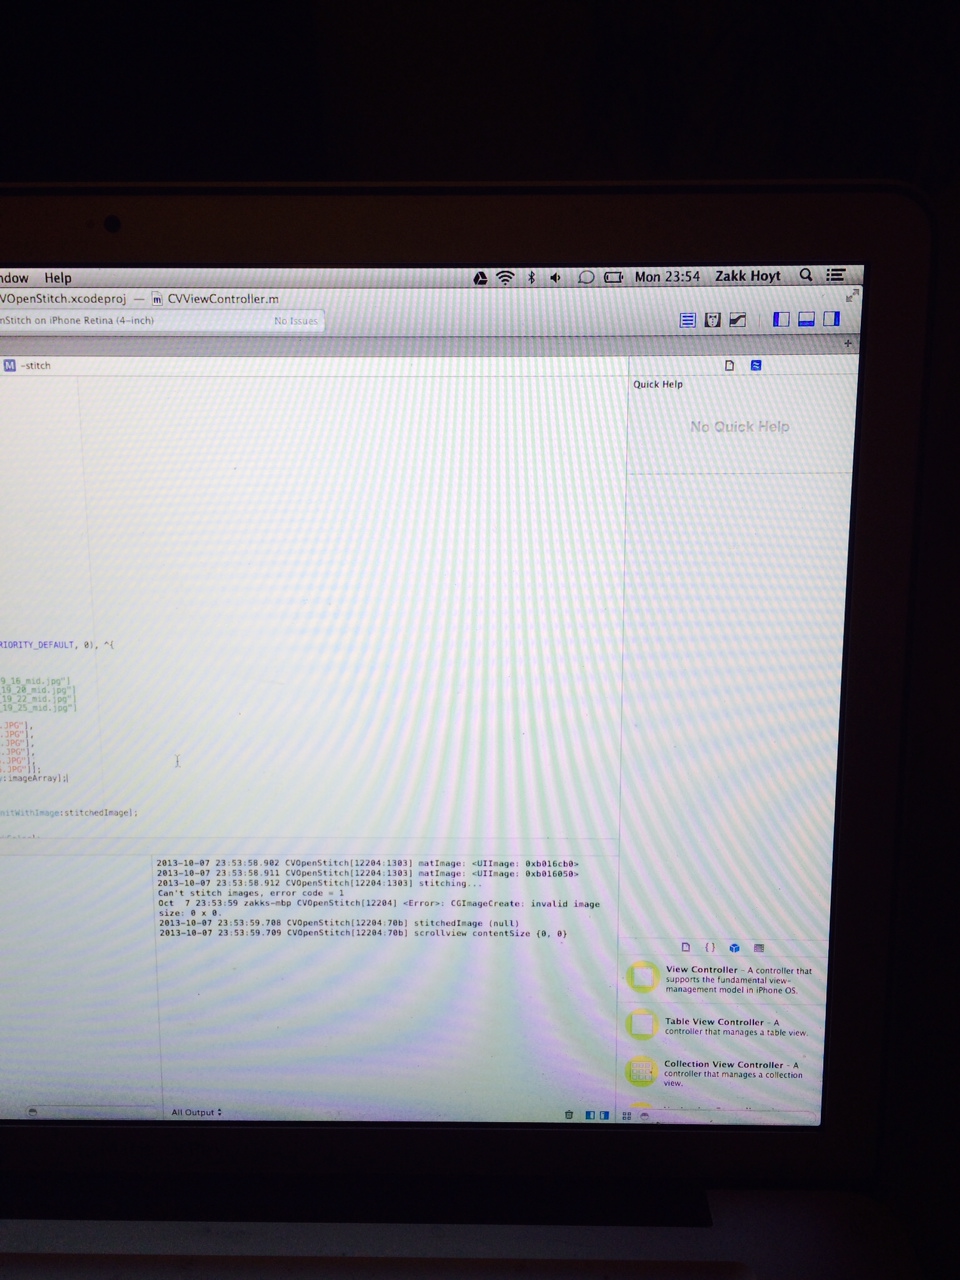 ndow Help Mon 23:54 Zakk Hoyt
VOpenStitch.xcodeproj — m CVViewController.m
nStitch on iPhone Retina (4-inch) No Issues
M -stitch
Quick Help
No Quick Help
RIORITY_DEFAULT, 0), ^{
9_16_mid.jpg"]
19_20_mid.jpg"]
19_22_mid.jpg"]
19_25_mid.jpg"]
.JPG"],
.JPG"],
.JPG"],
.JPG"],
.JPG"],
.JPG"]];
:imageArray];
nitWithImage:stitchedImage];
2013-10-07 23:53:58.902 CVOpenStitch[12204:1303] matImage: <UIImage: 0xb016cb0>
2013-10-07 23:53:58.911 CVOpenStitch[12204:1303] matImage: <UIImage: 0xb016050>
2013-10-07 23:53:58.912 CVOpenStitch[12204:1303] stitching...
Can't stitch images, error code = 1
Oct 7 23:53:59 zakks-mbp CVOpenStitch[12204] <Error>: CGImageCreate: invalid image
size: 0 x 0.
2013-10-07 23:53:59.708 CVOpenStitch[12204:70b] stitchedImage (null)
2013-10-07 23:53:59.709 CVOpenStitch[12204:70b] scrollview contentSize {0, 0}
View Controller - A controller that
supports the fundamental view-
management model in iPhone OS.
Table View Controller - A
controller that manages a table view.
Collection View Controller - A
controller that manages a collection
view.
All Output